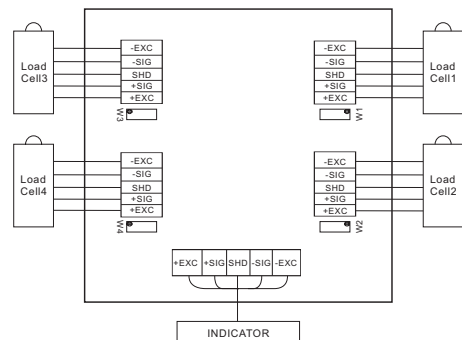 Load
Cell3
-EXC
-SIG
SHD
+SIG
+EXC
W3
-EXC
-SIG
SHD
+SIG
+EXC
W1
Load
Cell1
Load
Cell4
-EXC
-SIG
SHD
+SIG
+EXC
W4
-EXC
-SIG
SHD
+SIG
+EXC
W2
Load
Cell2
+EXC +SIG SHD -SIG -EXC
INDICATOR